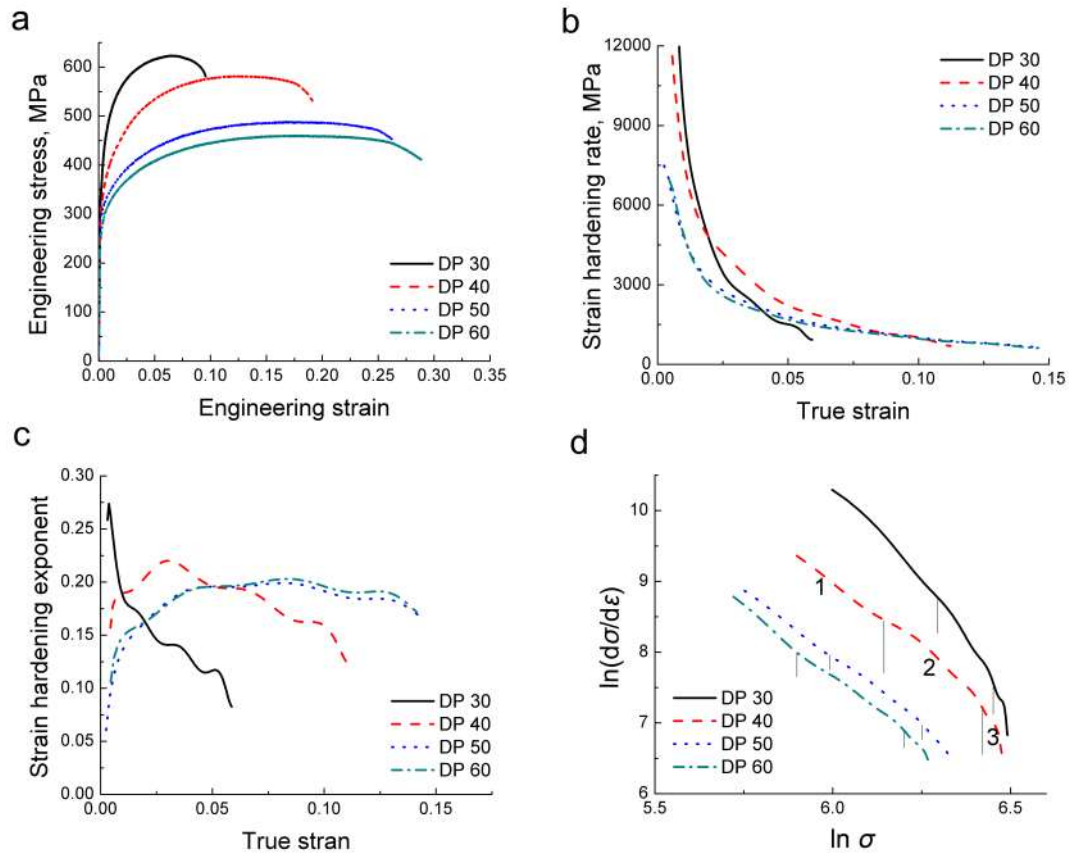 a
Engineering stress, MPa
600
500
400
300
200
100
0
0.00 0.05 0.10 0.15 0.20 0.25 0.30 0.35
Engineering strain
DP 30
DP 40
DP 50
DP 60
b
Strain hardening rate, MPa
12000
9000
6000
3000
0
0.00 0.05 0.10 0.15
True strain
DP 30
DP 40
DP 50
DP 60
c
Strain hardening exponent
0.30
0.25
0.20
0.15
0.10
0.05
0.00
0.00 0.05 0.10 0.15
True stran
DP 30
DP 40
DP 50
DP 60
d
ln(dσ/dε)
10
9
8
7
6
5.5 6.0 6.5
ln σ
1
2
3
DP 30
DP 40
DP 50
DP 60